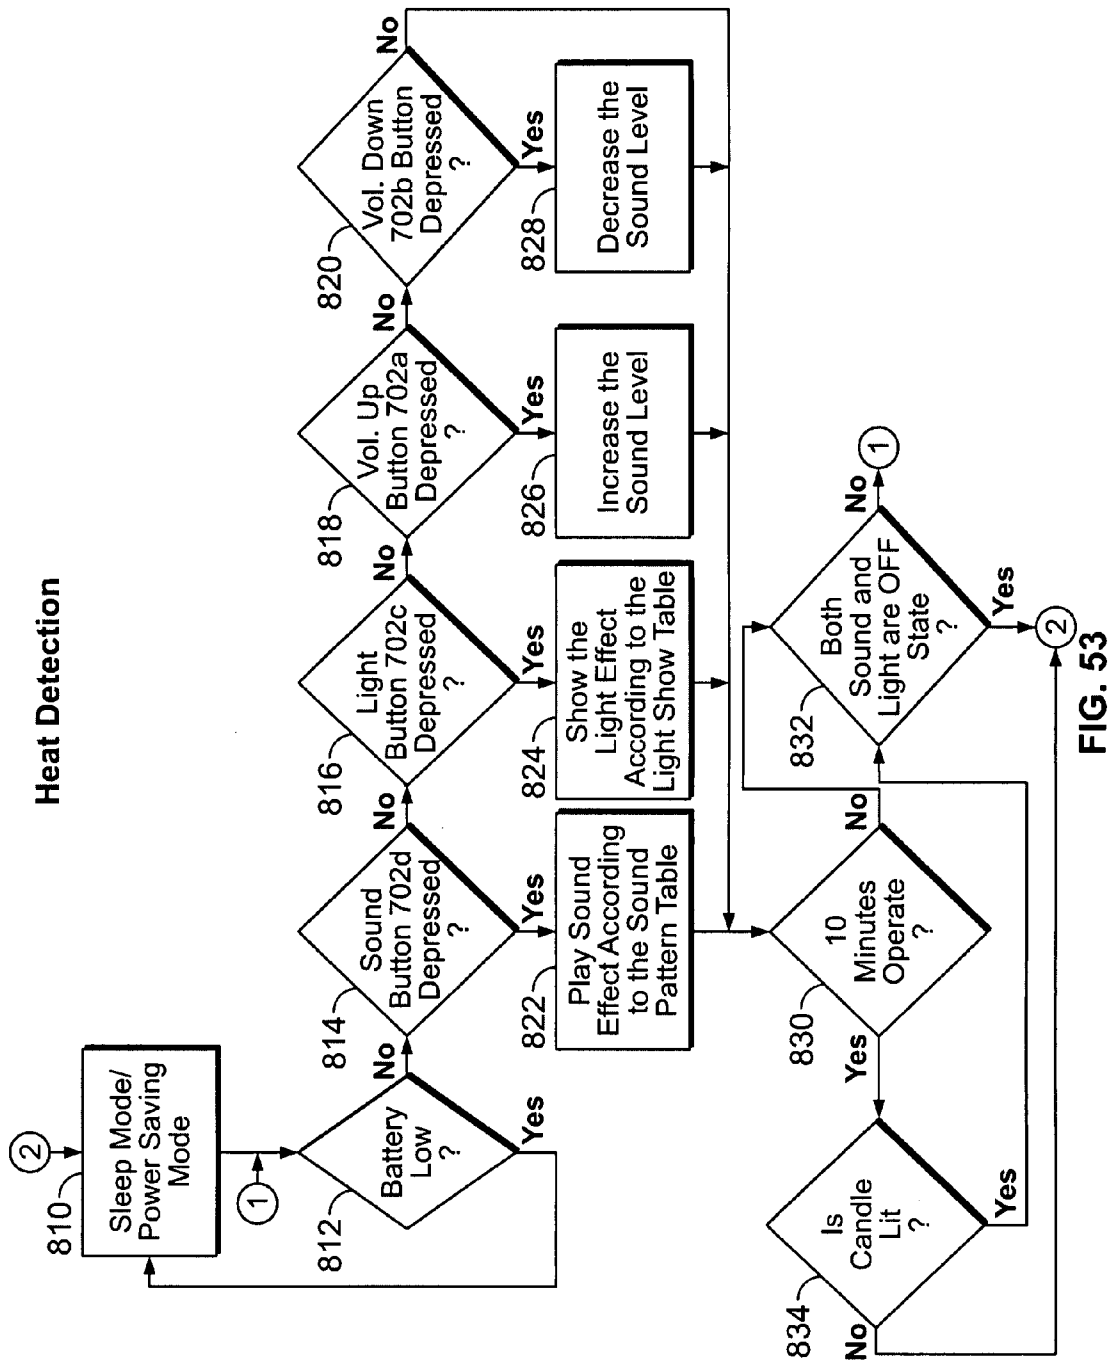 Heat Detection
2
810
Sleep Mode/
Power Saving
Mode
1
812
Battery
Low
?
No
Yes
814
Sound
Button 702d
Depressed
?
No
Yes
816
Light
Button 702c
Depressed
?
No
Yes
818
Vol. Up
Button 702a
Depressed
?
No
Yes
820
Vol. Down
702b Button
Depressed
?
No
Yes
822
Play Sound
Effect According
to the Sound
Pattern Table
824
Show the
Light Effect
According to the
Light Show Table
826
Increase the
Sound Level
828
Decrease the
Sound Level
834
Is
Candle
Lit
?
No
Yes
830
10
Minutes
Operate
?
Yes
No
832
Both
Sound and
Light are OFF
State
?
No
1
Yes
2
FIG. 53